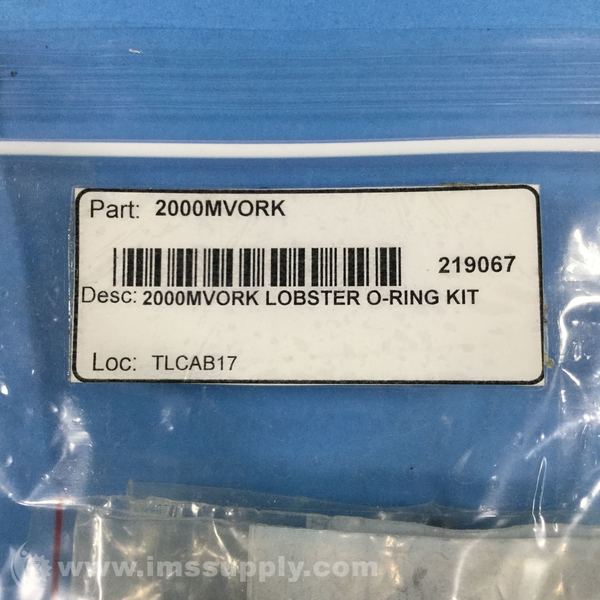 Part: 2000MVORK
219067
Desc: 2000MVORK LOBSTER O-RING KIT
Loc: TLCAB17
www.imssupply.com